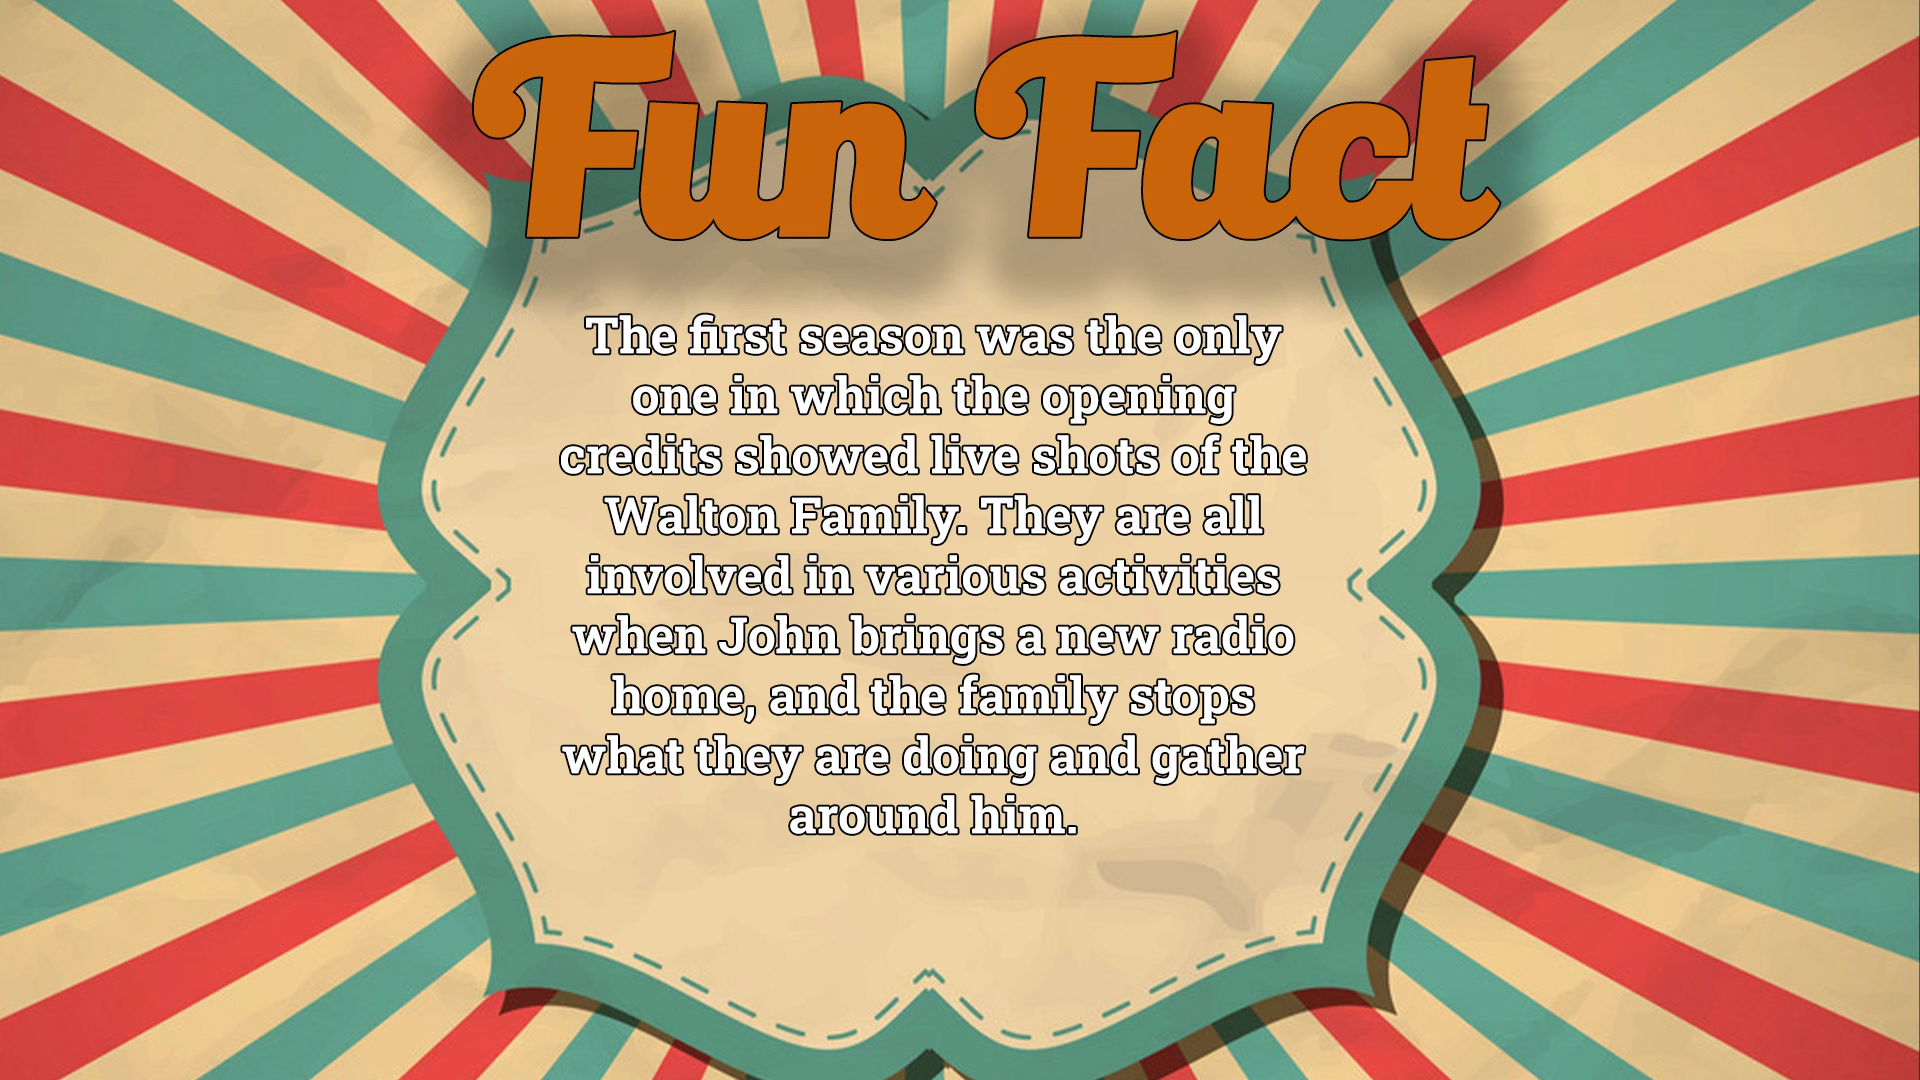 Fun Fact
The first season was the only
one in which the opening
credits showed live shots of the
Walton Family. They are all
involved in various activities
when John brings a new radio
home, and the family stops
what they are doing and gather
around him.